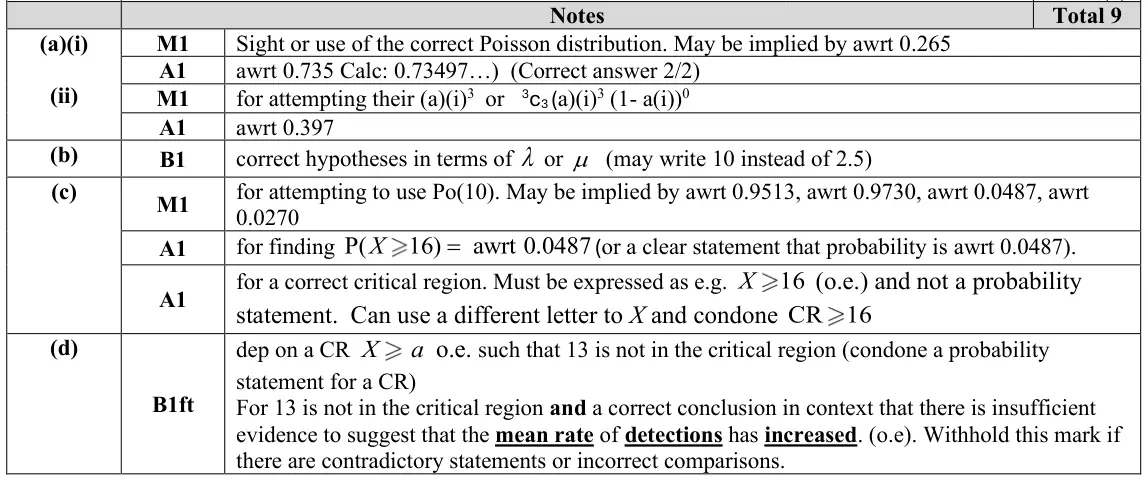 Notes Total 9
(a)(i) M1 Sight or use of the correct Poisson distribution. May be implied by awrt 0.265
A1 awrt 0.735 Calc: 0.73497…) (Correct answer 2/2)
(ii) M1 for attempting their (a)(i)³ or ³c₃ (a)(i)³ (1- a(i))⁰
A1 awrt 0.397
(b) B1 correct hypotheses in terms of λ or μ (may write 10 instead of 2.5)
(c) M1 for attempting to use Po(10). May be implied by awrt 0.9513, awrt 0.9730, awrt 0.0487, awrt
0.0270
A1 for finding P(X⩾16) = awrt 0.0487 (or a clear statement that probability is awrt 0.0487).
A1 for a correct critical region. Must be expressed as e.g. X⩾16 (o.e.) and not a probability
statement. Can use a different letter to X and condone CR⩾16
(d) B1ft dep on a CR X⩾ a o.e. such that 13 is not in the critical region (condone a probability
statement for a CR)
For 13 is not in the critical region and a correct conclusion in context that there is insufficient
evidence to suggest that the mean rate of detections has increased. (o.e). Withhold this mark if
there are contradictory statements or incorrect comparisons.